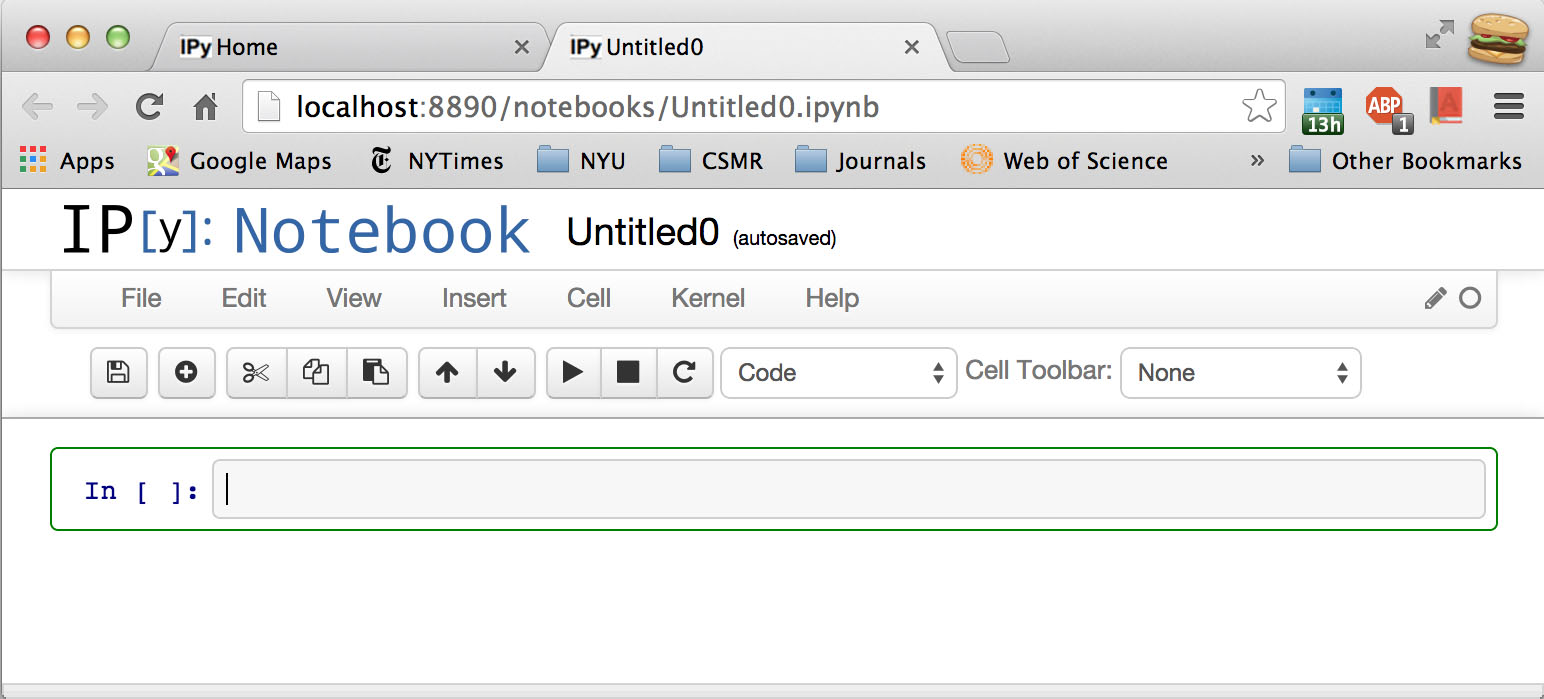 IPy Home IPy Untitled0
localhost:8890/notebooks/Untitled0.ipynb 13h ABP 1 A
Apps Google Maps T NYTimes NYU CSMR Journals Web of Science » Other Bookmarks
IP[y]: Notebook Untitled0 (autosaved)
File Edit View Insert Cell Kernel Help
Code Cell Toolbar: None
In [ ]: